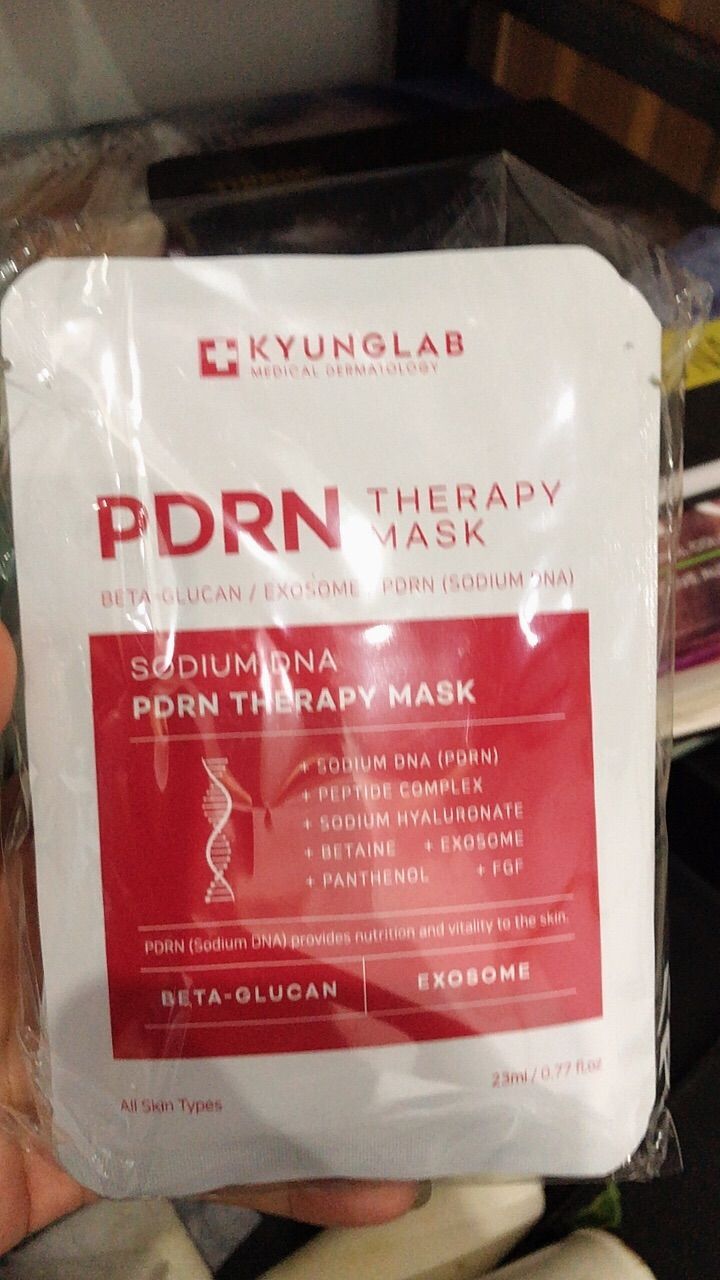 KYUNGLAB
MEDICAL DERMATOLOGY
PDRN THERAPY MASK
BETA-GLUCAN / EXOSOME / PDRN (SODIUM DNA)
SODIUM DNA
PDRN THERAPY MASK
+ SODIUM DNA (PDRN)
+ PEPTIDE COMPLEX
+ SODIUM HYALURONATE
+ BETAINE + EXOSOME
+ PANTHENOL + FGF
PDRN (Sodium DNA) provides nutrition and vitality to the skin.
BETA-GLUCAN EXOSOME
23ml / 0.77 fl.oz
All Skin Types